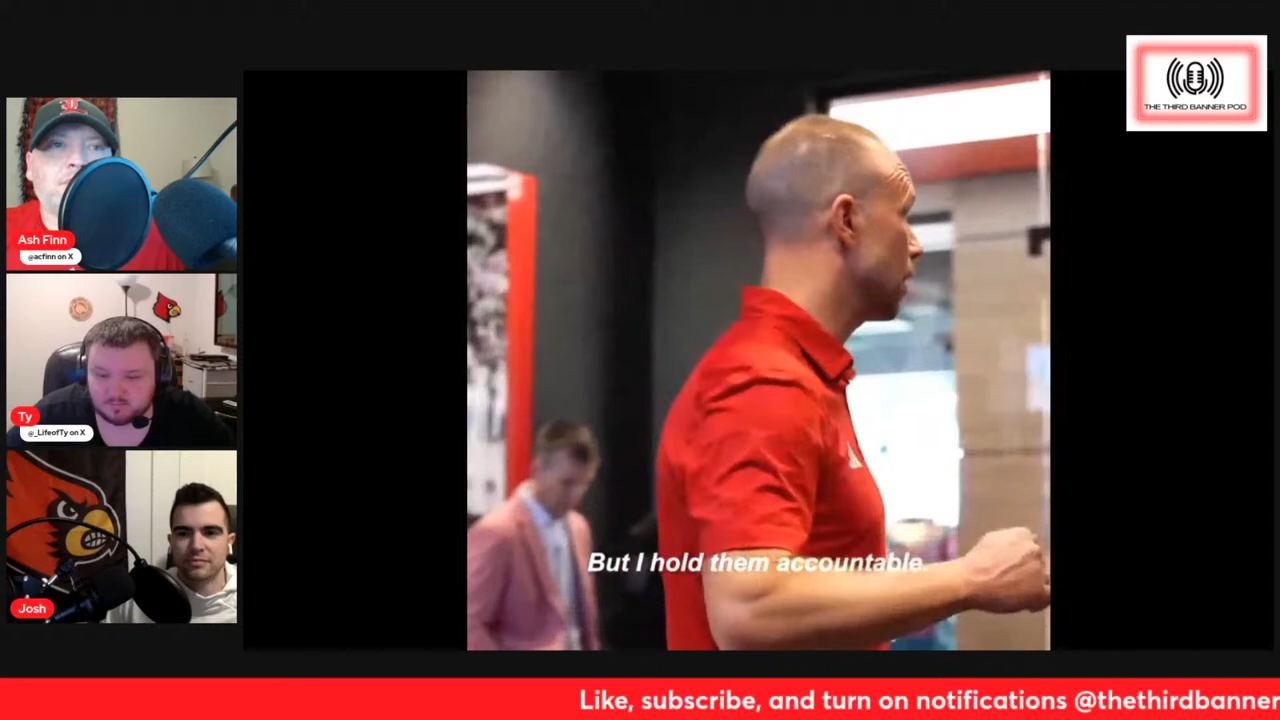 THE THIRD BANNER POD
Ash Finn
@acfinn on X
Ty
@_LifeofTy on X
Josh
But I hold them accountable
Like, subscribe, and turn on notifications @thethirdbanner